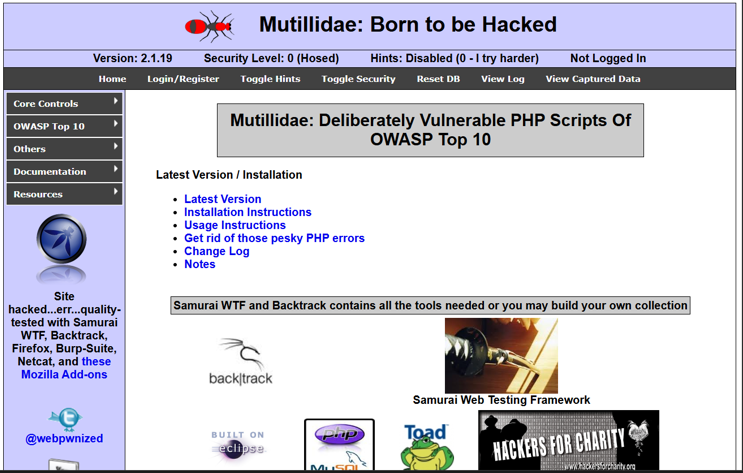 Mutillidae: Born to be Hacked
Version: 2.1.19 Security Level: 0 (Hosed) Hints: Disabled (0 - I try harder) Not Logged In
Home Login/Register Toggle Hints Toggle Security Reset DB View Log View Captured Data
Core Controls
OWASP Top 10
Others
Documentation
Resources
Site
hacked...err...quality-
tested with Samurai
WTF, Backtrack,
Firefox, Burp-Suite,
Netcat, and these
Mozilla Add-ons
@webpwnized
Mutillidae: Deliberately Vulnerable PHP Scripts Of
OWASP Top 10
Latest Version / Installation
Latest Version
Installation Instructions
Usage Instructions
Get rid of those pesky PHP errors
Change Log
Notes
Samurai WTF and Backtrack contains all the tools needed or you may build your own collection
back|track
Samurai Web Testing Framework
BUILT ON
eclipse
php
MySQL
Toad
HACKERS FOR CHARITY
www.hackersforcharity.org